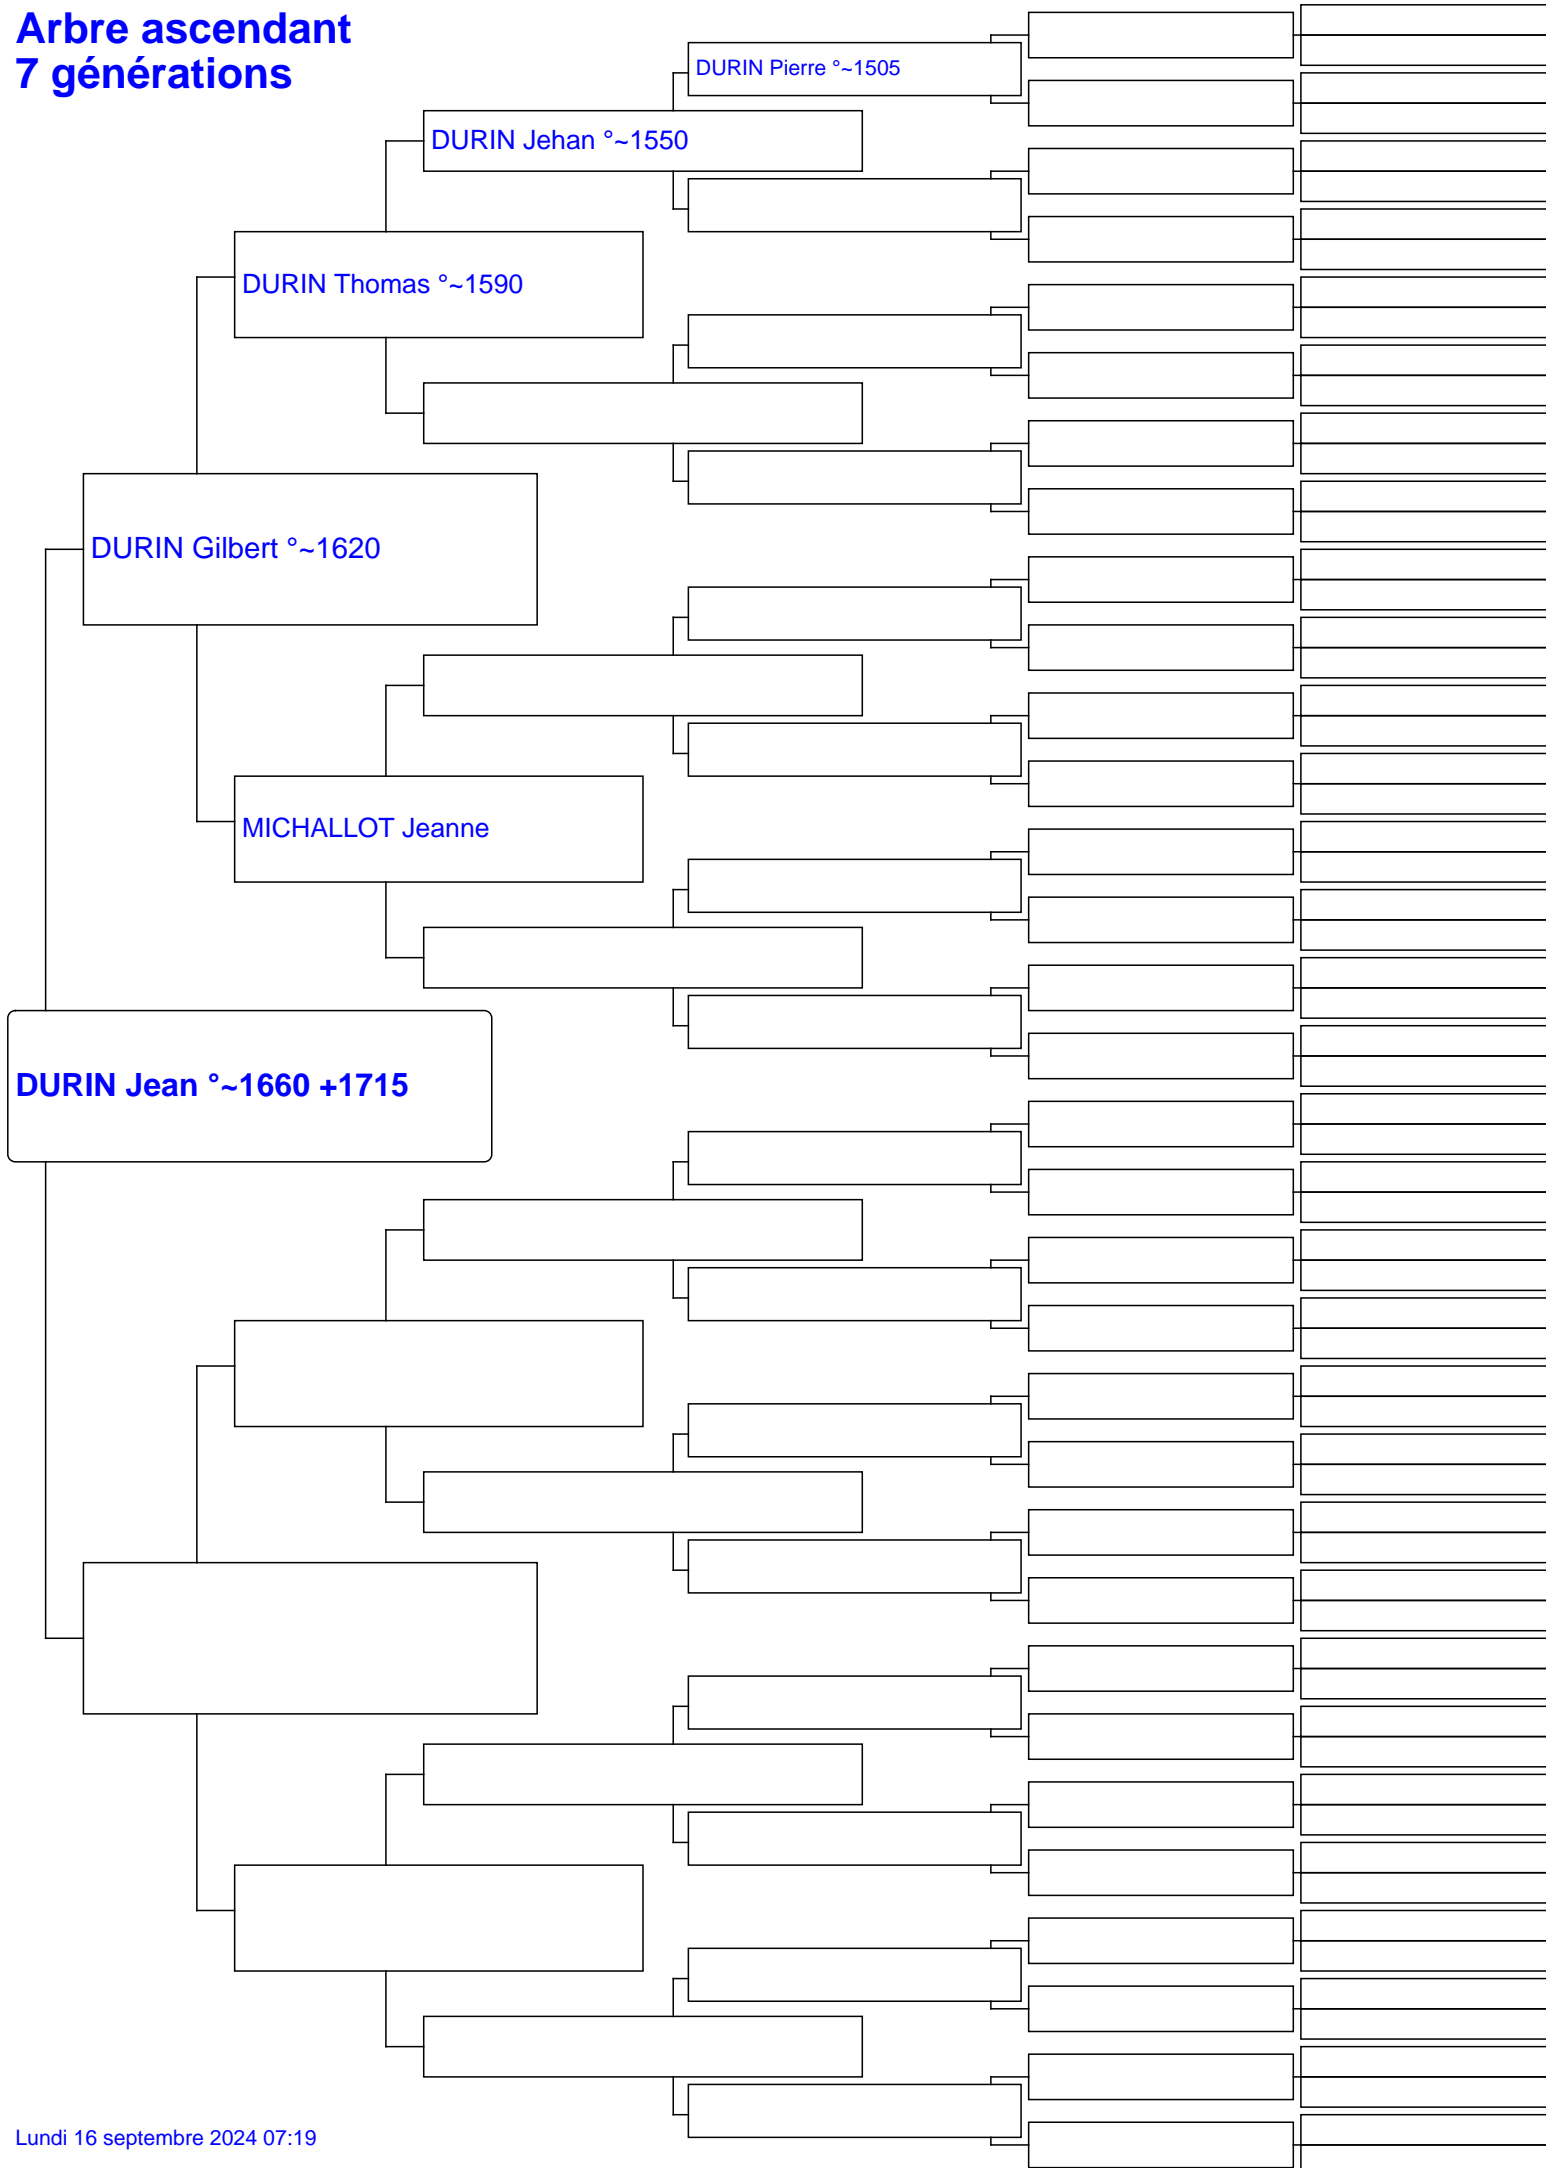 Arbre ascendant
7 générations
DURIN Pierre °~1505
DURIN Jehan °~1550
DURIN Thomas °~1590
DURIN Gilbert °~1620
MICHALLOT Jeanne
DURIN Jean °~1660 +1715
Lundi 16 septembre 2024 07:19